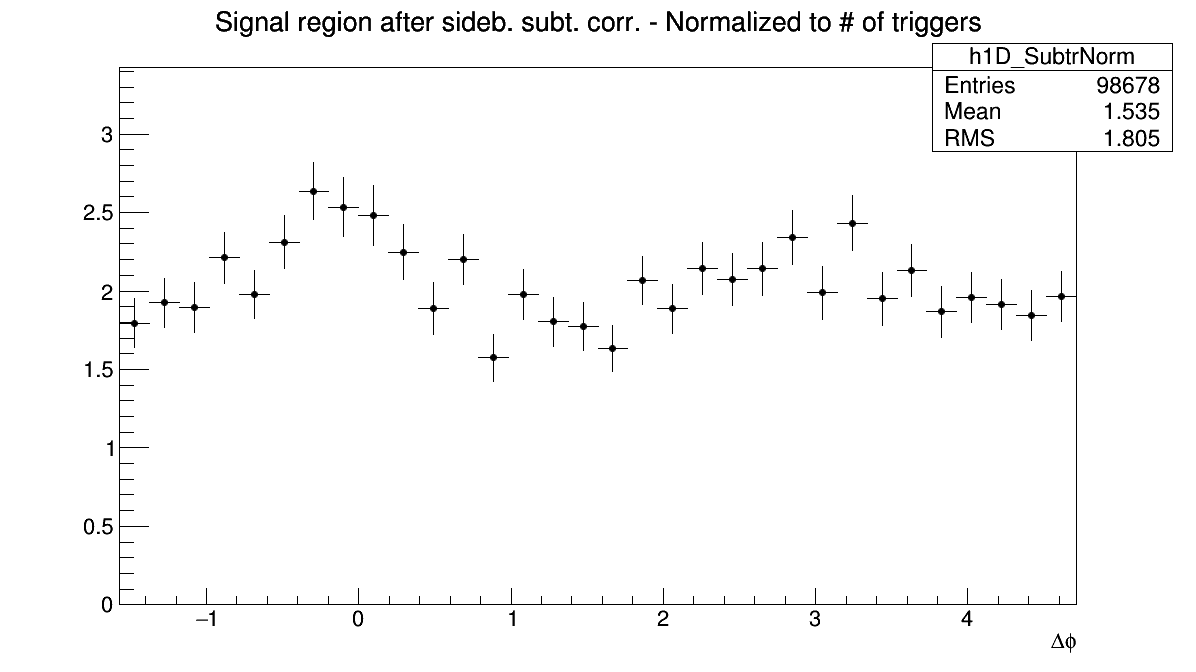 Signal region after sideb. subt. corr. - Normalized to # of triggers
h1D_SubtrNorm
Entries 98678
Mean 1.535
RMS 1.805
3
2.5
2
1.5
1
0.5
0
−1 0 1 2 3 4
Δϕ